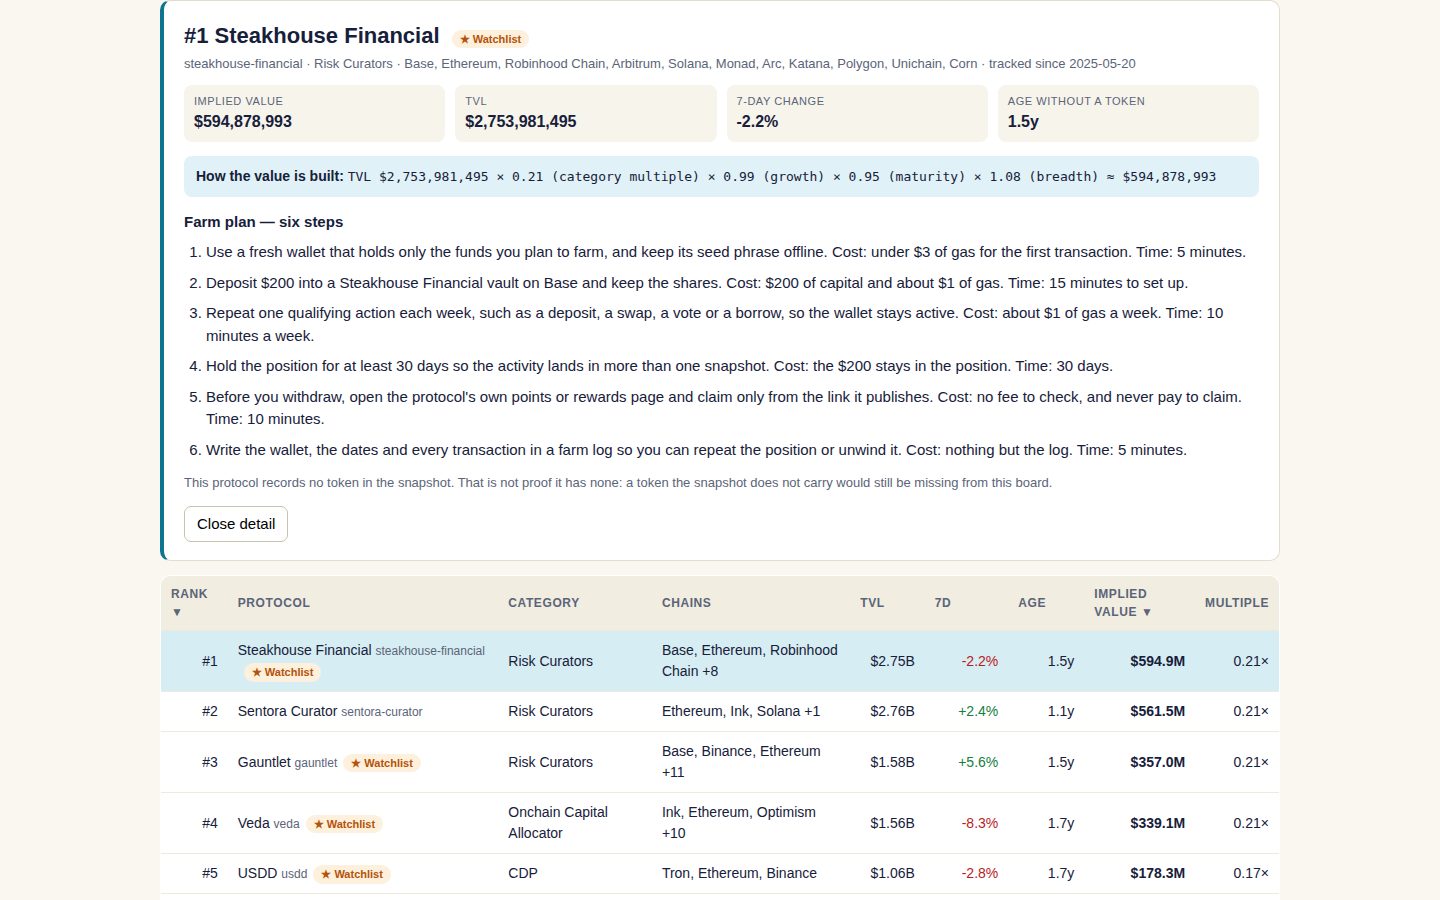 #1 Steakhouse Financial ★ Watchlist
steakhouse-financial · Risk Curators · Base, Ethereum, Robinhood Chain, Arbitrum, Solana, Monad, Arc, Katana, Polygon, Unichain, Corn · tracked since 2025-05-20
IMPLIED VALUE
$594,878,993
TVL
$2,753,981,495
7-DAY CHANGE
-2.2%
AGE WITHOUT A TOKEN
1.5y
How the value is built: TVL $2,753,981,495 × 0.21 (category multiple) × 0.99 (growth) × 0.95 (maturity) × 1.08 (breadth) ≈ $594,878,993
Farm plan — six steps
1. Use a fresh wallet that holds only the funds you plan to farm, and keep its seed phrase offline. Cost: under $3 of gas for the first transaction. Time: 5 minutes.
2. Deposit $200 into a Steakhouse Financial vault on Base and keep the shares. Cost: $200 of capital and about $1 of gas. Time: 15 minutes to set up.
3. Repeat one qualifying action each week, such as a deposit, a swap, a vote or a borrow, so the wallet stays active. Cost: about $1 of gas a week. Time: 10
minutes a week.
4. Hold the position for at least 30 days so the activity lands in more than one snapshot. Cost: the $200 stays in the position. Time: 30 days.
5. Before you withdraw, open the protocol's own points or rewards page and claim only from the link it publishes. Cost: no fee to check, and never pay to claim.
Time: 10 minutes.
6. Write the wallet, the dates and every transaction in a farm log so you can repeat the position or unwind it. Cost: nothing but the log. Time: 5 minutes.
This protocol records no token in the snapshot. That is not proof it has none: a token the snapshot does not carry would still be missing from this board.
Close detail
RANK ▼ PROTOCOL CATEGORY CHAINS TVL 7D AGE IMPLIED VALUE ▼ MULTIPLE
#1 Steakhouse Financial steakhouse-financial ★ Watchlist Risk Curators Base, Ethereum, Robinhood Chain +8 $2.75B -2.2% 1.5y $594.9M 0.21×
#2 Sentora Curator sentora-curator Risk Curators Ethereum, Ink, Solana +1 $2.76B +2.4% 1.1y $561.5M 0.21×
#3 Gauntlet gauntlet ★ Watchlist Risk Curators Base, Binance, Ethereum +11 $1.58B +5.6% 1.5y $357.0M 0.21×
#4 Veda veda ★ Watchlist Onchain Capital Allocator Ink, Ethereum, Optimism +10 $1.56B -8.3% 1.7y $339.1M 0.21×
#5 USDD usdd ★ Watchlist CDP Tron, Ethereum, Binance $1.06B -2.8% 1.7y $178.3M 0.17×